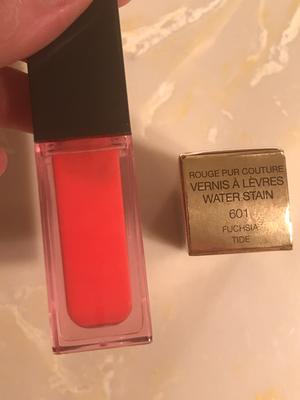 ROUGE PUR COUTURE
VERNIS À LÈVRES
WATER STAIN
601
FUCHSIA
TIDE